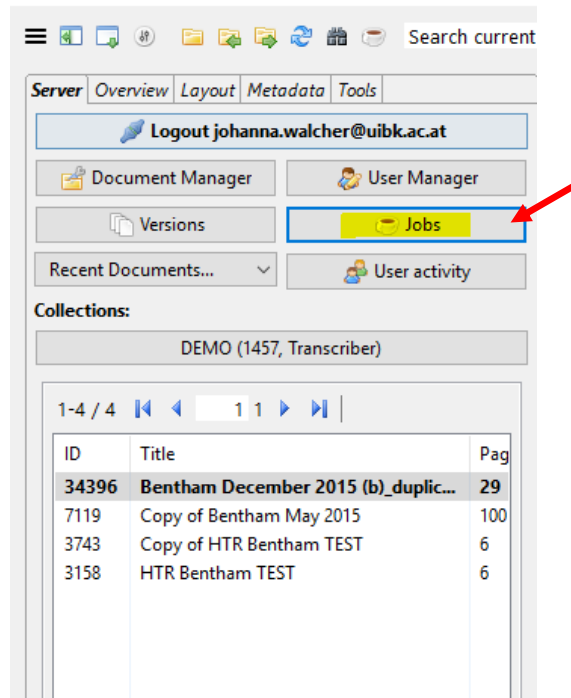 Search current
Server Overview Layout Metadata Tools
Logout johanna.walcher@uibk.ac.at
Document Manager User Manager
Versions Jobs
Recent Documents... User activity
Collections:
DEMO (1457, Transcriber)
1-4 / 4 1 1
ID Title Pag
34396 Bentham December 2015 (b)_duplic... 29
7119 Copy of Bentham May 2015 100
3743 Copy of HTR Bentham TEST 6
3158 HTR Bentham TEST 6